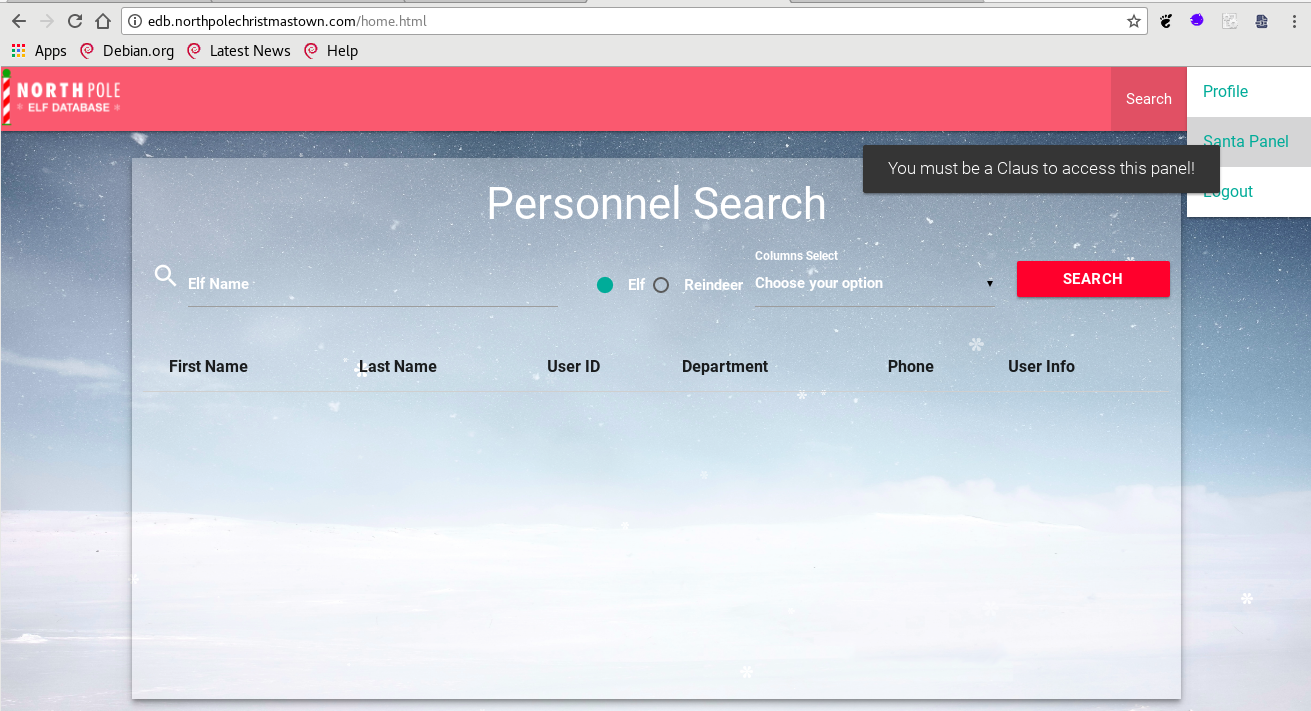 edb.northpolechristmastown.com/home.html
Apps Debian.org Latest News Help
NORTH POLE
ELF DATABASE
Search
Profile
Santa Panel
You must be a Claus to access this panel!
Logout
Personnel Search
Columns Select
Elf Name
Elf Reindeer Choose your option
SEARCH
First Name Last Name User ID Department Phone User Info